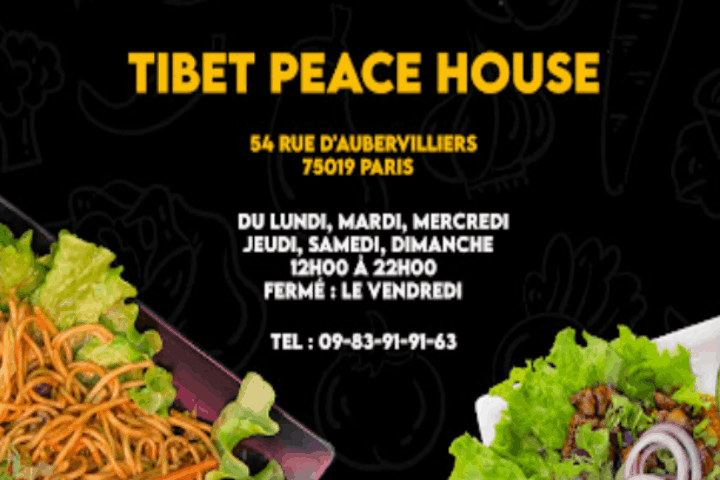 TIBET PEACE HOUSE
54 RUE D'AUBERVILLIERS
75019 PARIS
DU LUNDI, MARDI, MERCREDI
JEUDI, SAMEDI, DIMANCHE
12H00 À 22H00
FERMÉ : LE VENDREDI
TEL : 09-83-91-91-63